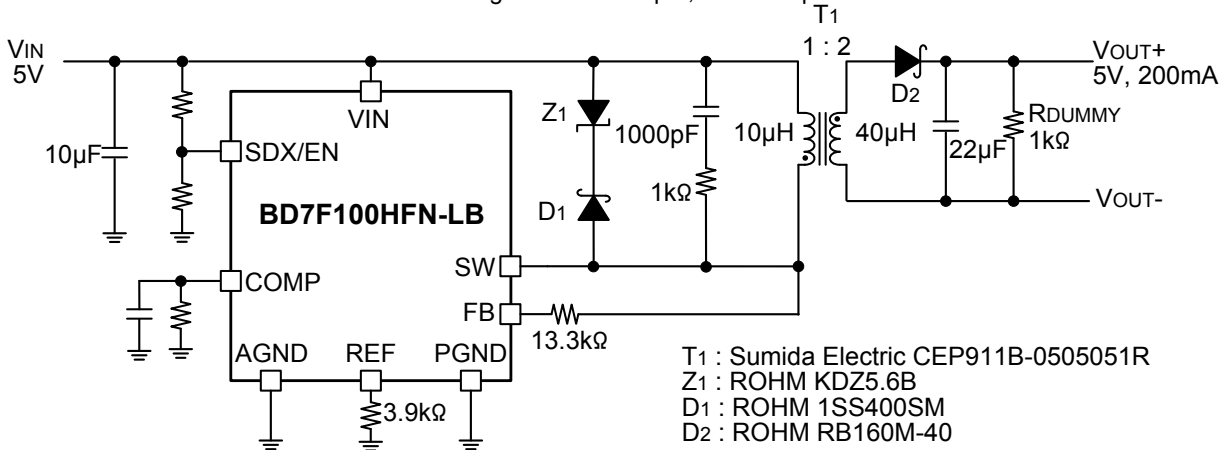 T1
1 : 2
VIN
5V
VOUT+
5V, 200mA
D2
VIN
Z1
1000pF
10µH
40µH
22µF
RDUMMY
1kΩ
10µF
SDX/EN
1kΩ
D1
VOUT-
BD7F100HFN-LB
SW
COMP
FB
13.3kΩ
AGND
REF
PGND
3.9kΩ
T1 : Sumida Electric CEP911B-0505051R
Z1 : ROHM KDZ5.6B
D1 : ROHM 1SS400SM
D2 : ROHM RB160M-40